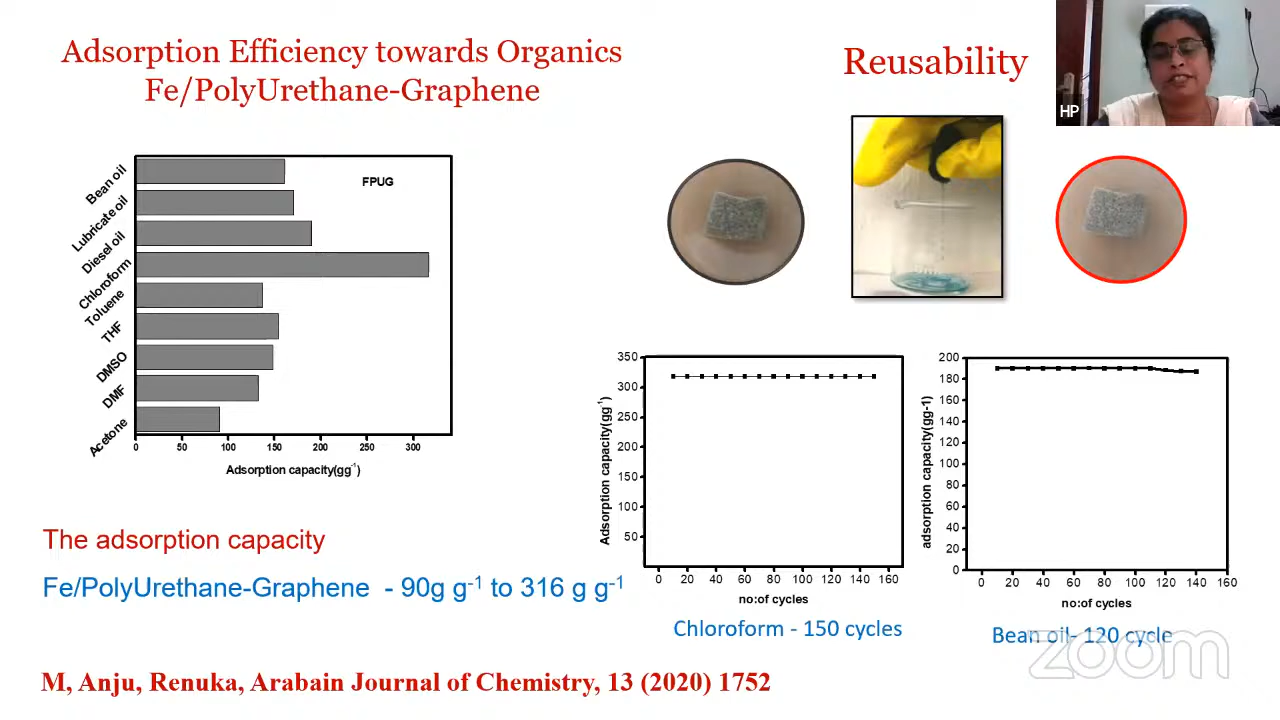 Adsorption Efficiency towards Organics
Fe/PolyUrethane-Graphene
Reusability
HP
FPUG
Bean oil
Lubricate oil
Diesel oil
Chloroform
Toluene
THF
DMSO
DMF
Acetone
0 50 100 150 200 250 300
Adsorption capacity(gg⁻¹)
350
300
250
200
150
100
50
Adsorption capacity(gg⁻¹)
0 20 40 60 80 100 120 140 160
no:of cycles
Chloroform - 150 cycles
200
180
160
140
120
100
80
60
40
20
0
adsorption capacity(gg-1)
0 20 40 60 80 100 120 140 160
no:of cycles
Bean oil- 120 cycle
zoom
The adsorption capacity
Fe/PolyUrethane-Graphene - 90g g⁻¹ to 316 g g⁻¹
M, Anju, Renuka, Arabain Journal of Chemistry, 13 (2020) 1752